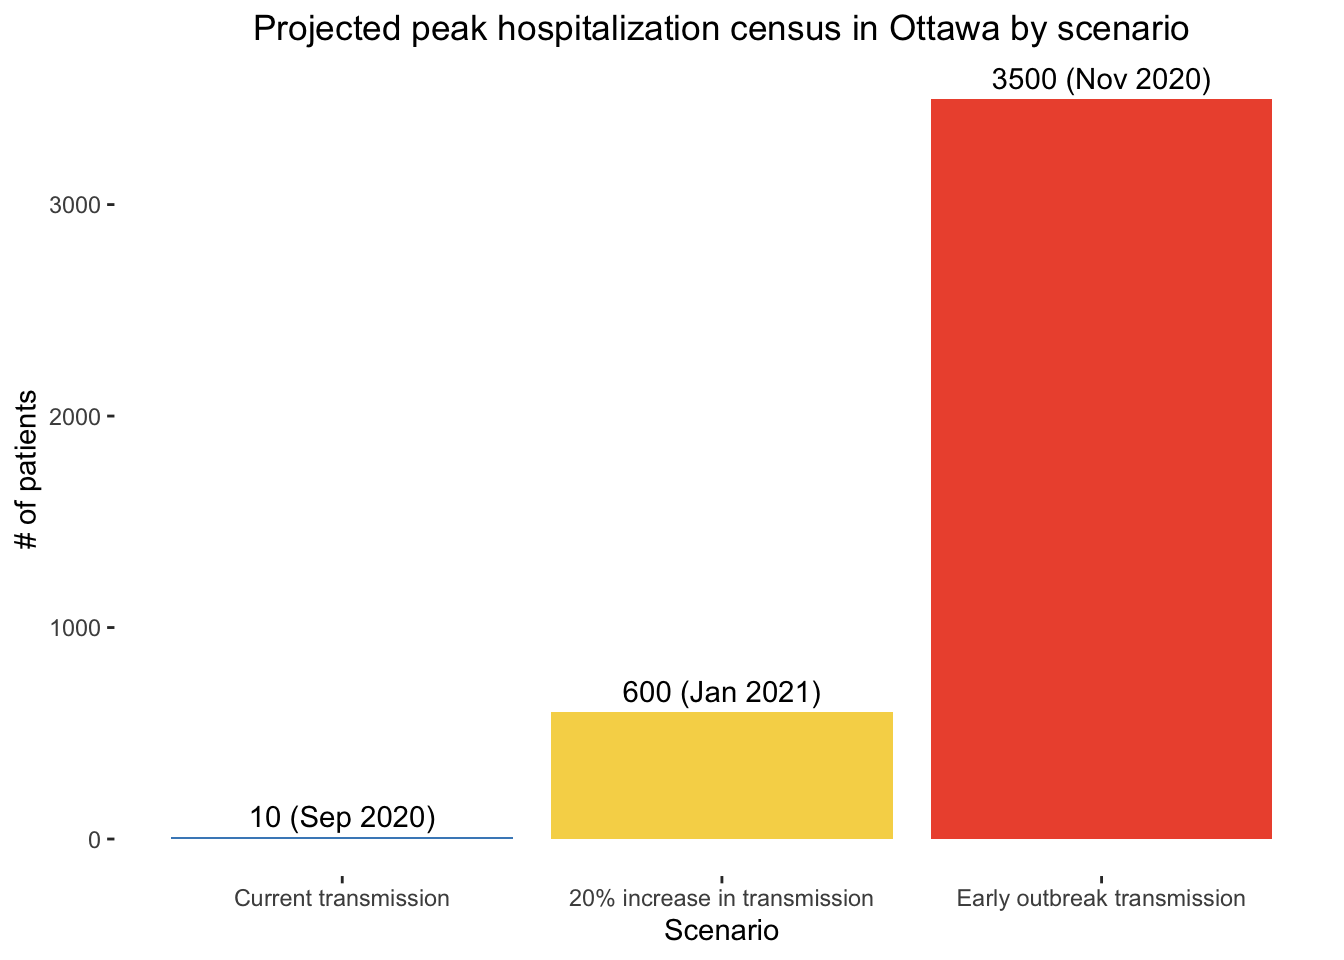 Projected peak hospitalization census in Ottawa by scenario
3500 (Nov 2020)
3000
2000
# of patients
1000
600 (Jan 2021)
10 (Sep 2020)
0
Current transmission
20% increase in transmission
Early outbreak transmission
Scenario